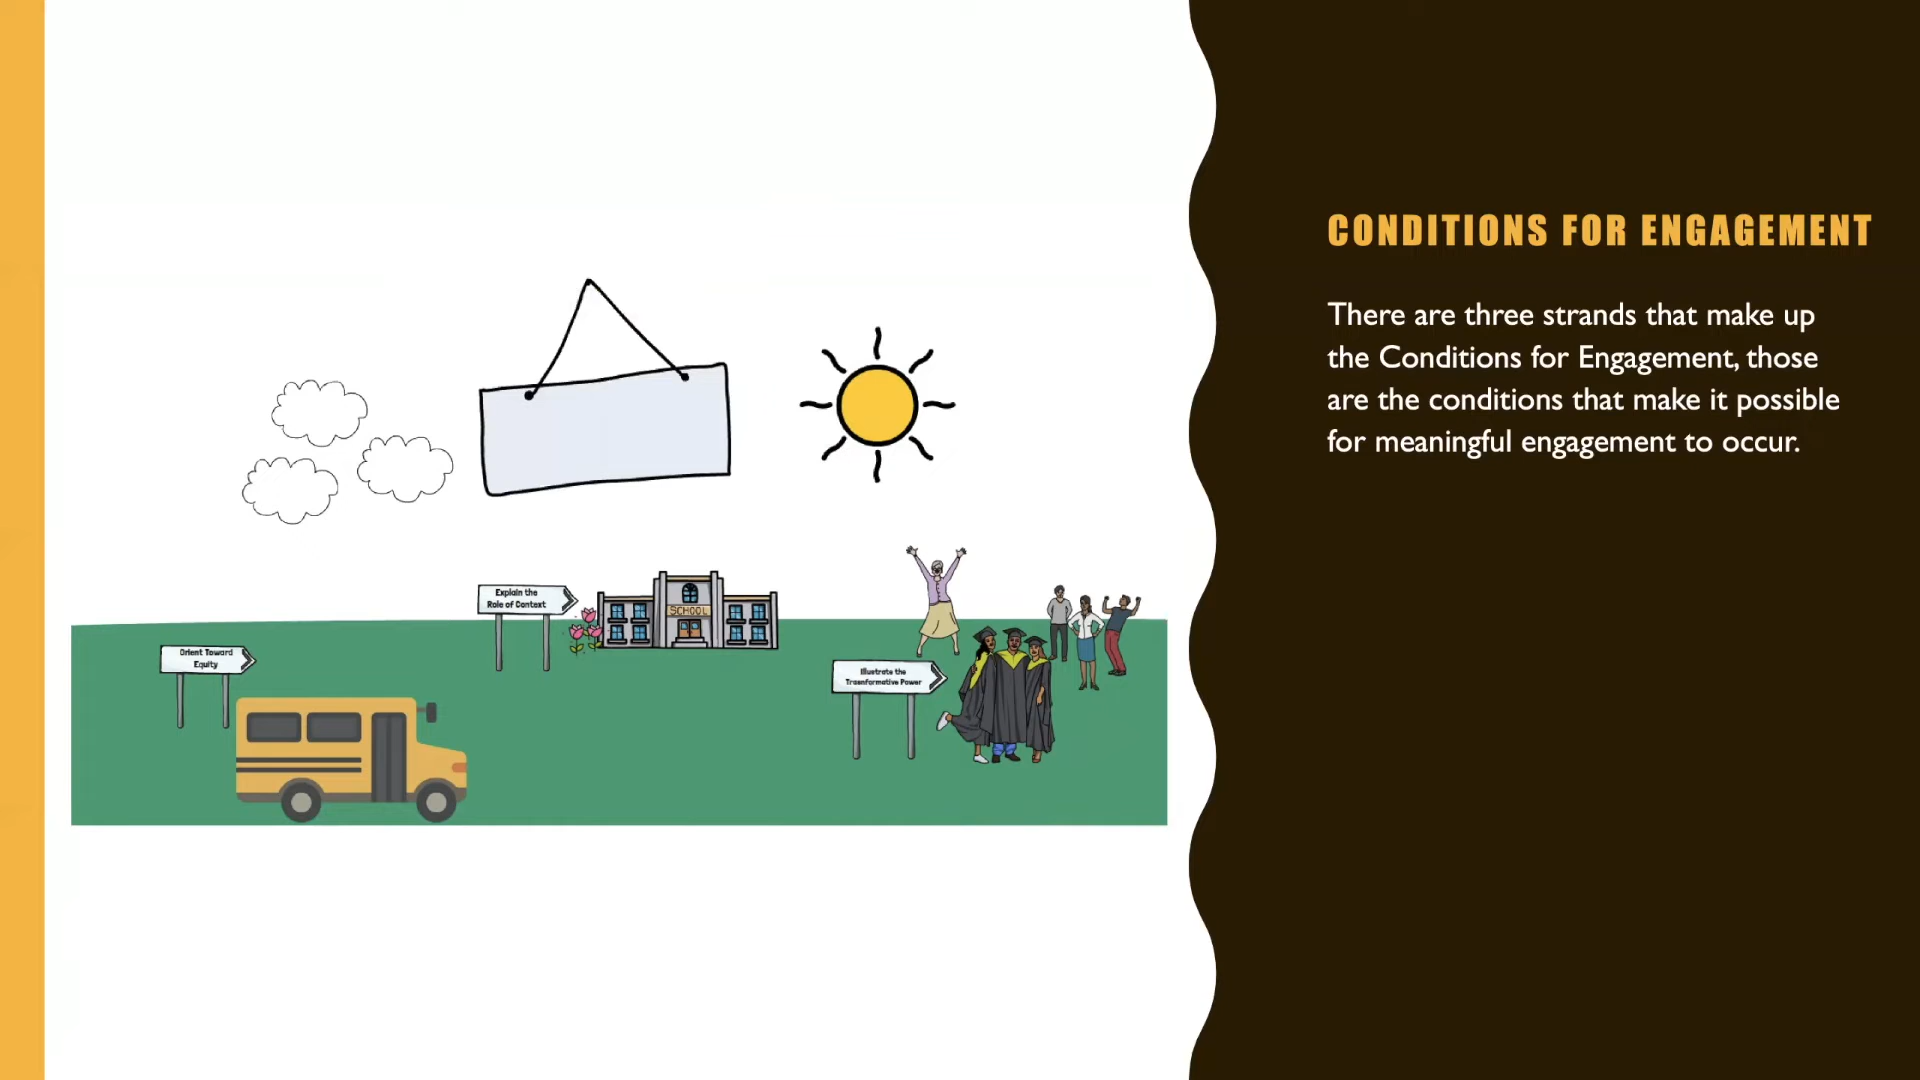 CONDITIONS FOR ENGAGEMENT
There are three strands that make up
the Conditions for Engagement, those
are the conditions that make it possible
for meaningful engagement to occur.
Explain the
Role of Context
SCHOOL
Orient Toward
Equity
Illustrate the
Trasnformative Power